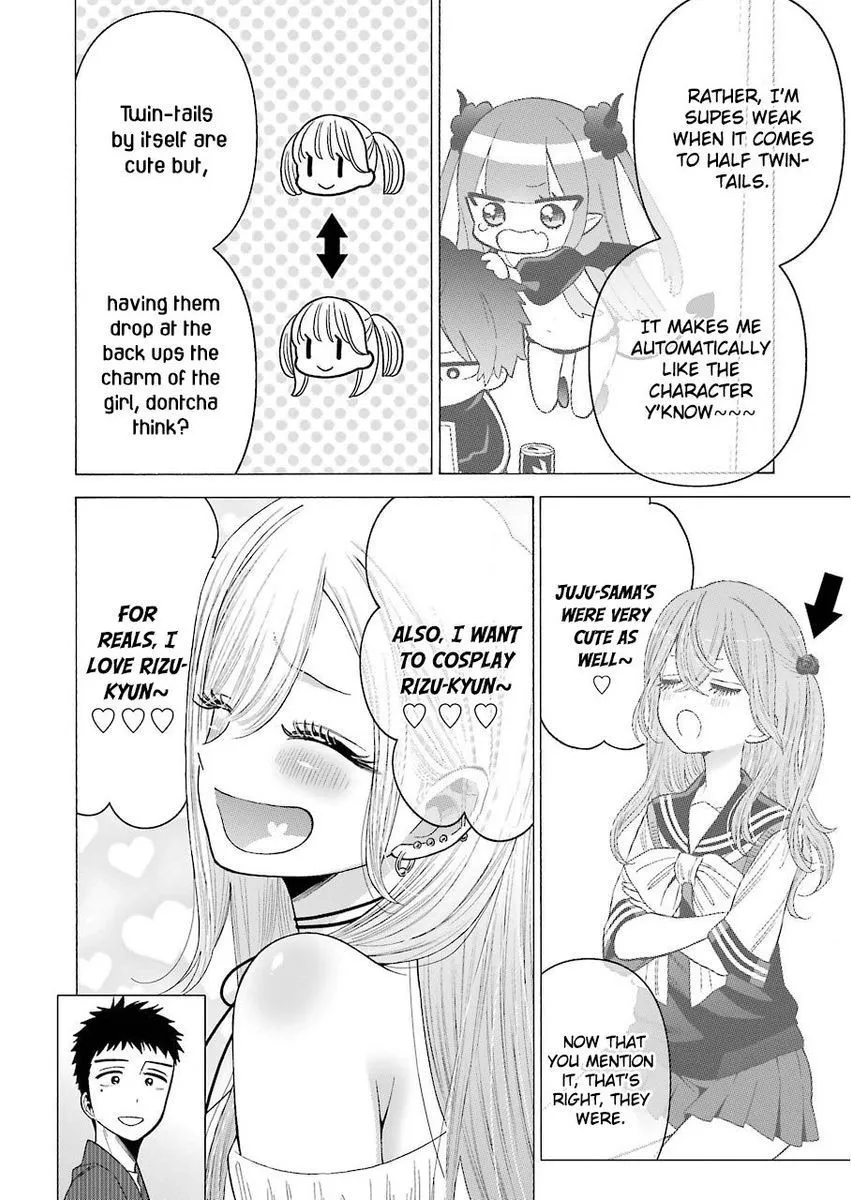 RATHER, I'M
SUPES WEAK
WHEN IT COMES
TO HALF TWIN-
TAILS.
IT MAKES ME
AUTOMATICALLY
LIKE THE
CHARACTER
Y'KNOW~~~
Twin-tails
by itself are
cute but,
having them
drop at the
back ups the
charm of the
girl, dontcha
think?
JUJU-SAMA'S
WERE VERY
CUTE AS
WELL~
♡
NOW THAT
YOU MENTION
IT, THAT'S
RIGHT, THEY
WERE.
ALSO, I WANT
TO COSPLAY
RIZU-KYUN~
♡♡♡
FOR
REALS, I
LOVE RIZU-
KYUN~
♡♡♡